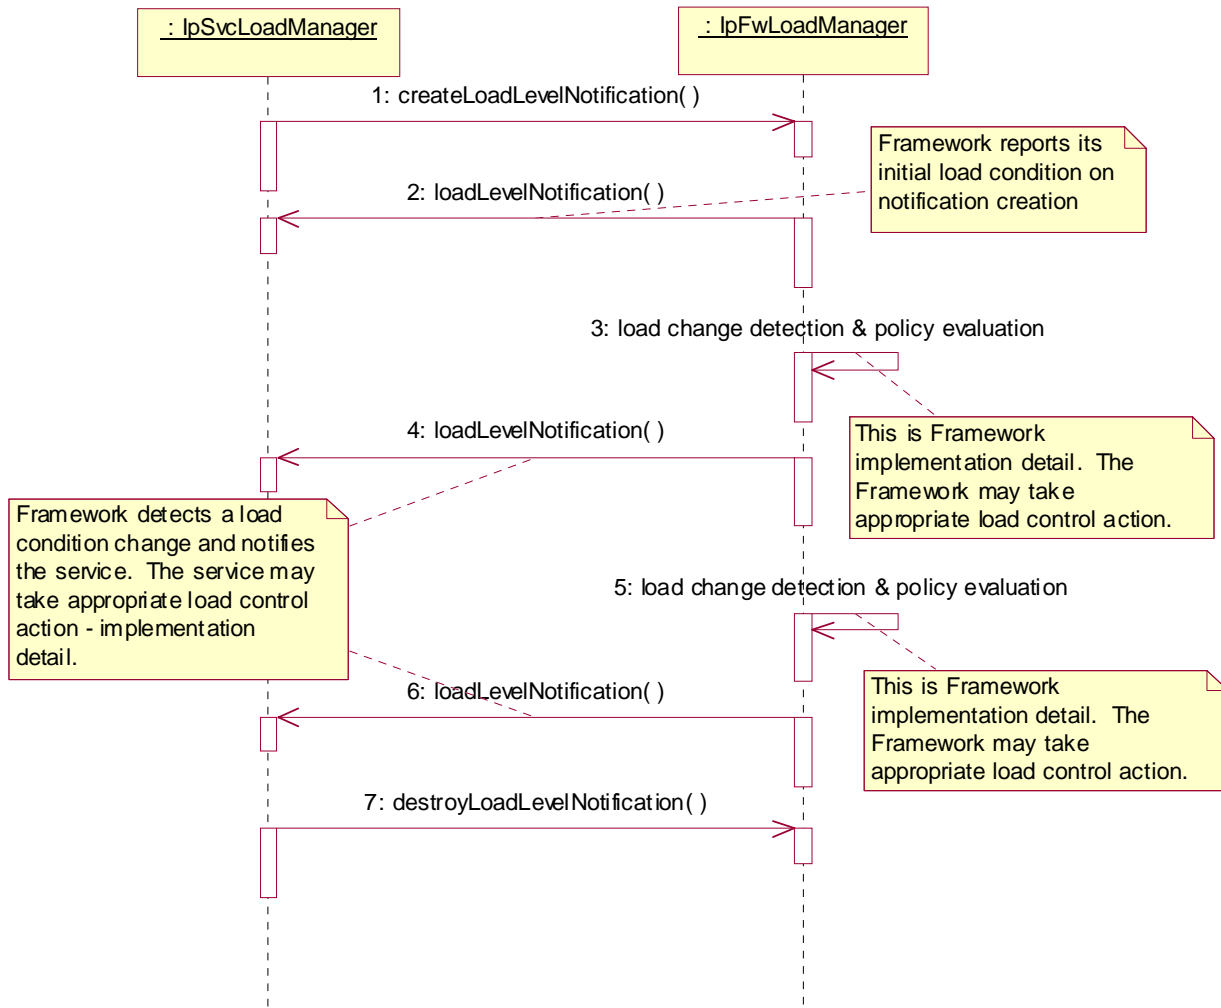 : IpSvcLoadManager
: IpFwLoadManager
1: createLoadLevelNotification( )
Framework reports its
initial load condition on
notification creation
2: loadLevelNotification( )
3: load change detection & policy evaluation
This is Framework
implementation detail. The
Framework may take
appropriate load control action.
4: loadLevelNotification( )
Framework detects a load
condition change and notifies
the service. The service may
take appropriate load control
action - implementation
detail.
5: load change detection & policy evaluation
This is Framework
implementation detail. The
Framework may take
appropriate load control action.
6: loadLevelNotification( )
7: destroyLoadLevelNotification( )